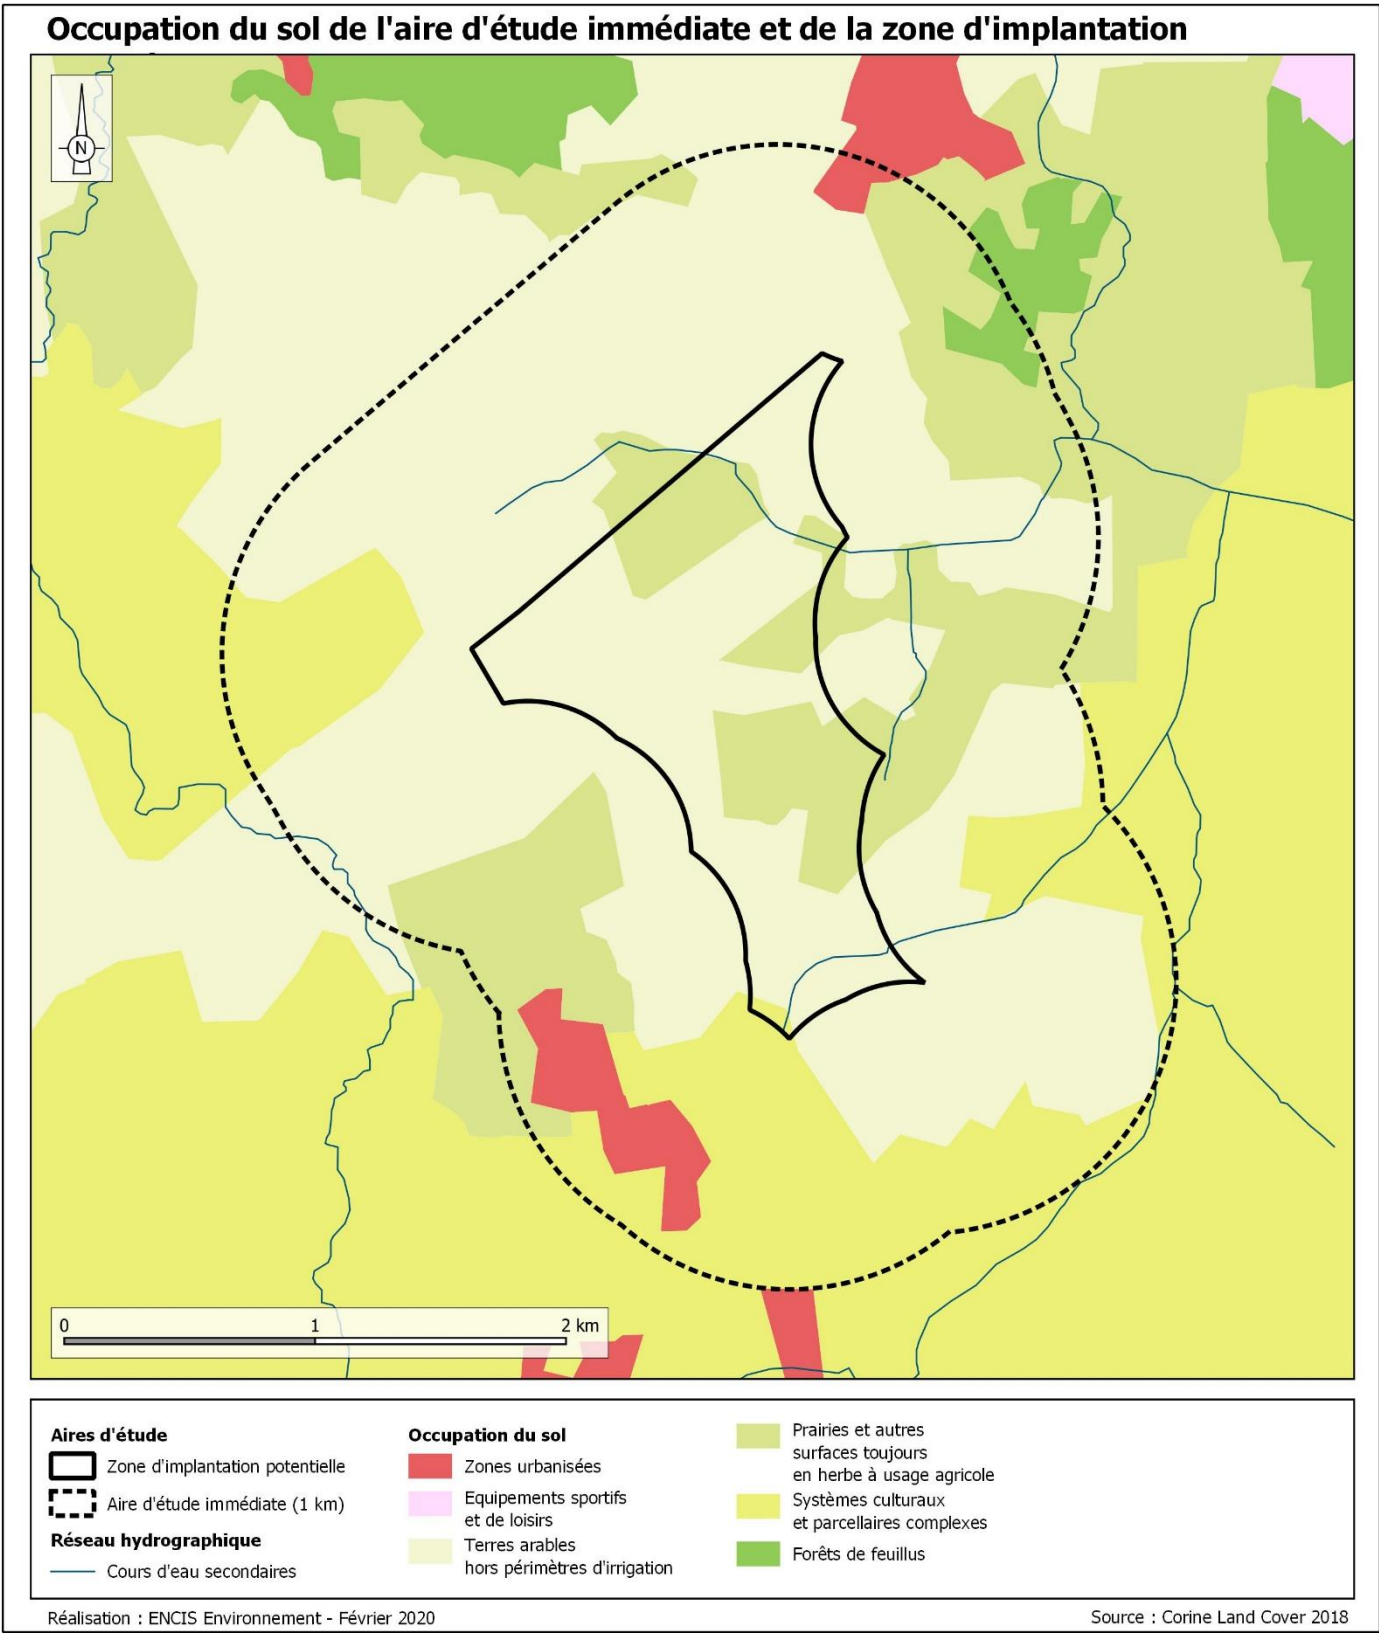 Occupation du sol de l'aire d'étude immédiate et de la zone d'implantation
N
0 1 2 km
Aires d'étude
Zone d'implantation potentielle
Aire d'étude immédiate (1 km)
Réseau hydrographique
Cours d'eau secondaires
Occupation du sol
Zones urbanisées
Equipements sportifs
et de loisirs
Terres arables
hors périmètres d'irrigation
Prairies et autres
surfaces toujours
en herbe à usage agricole
Systèmes culturaux
et parcellaires complexes
Forêts de feuillus
Réalisation : ENCIS Environnement - Février 2020
Source : Corine Land Cover 2018